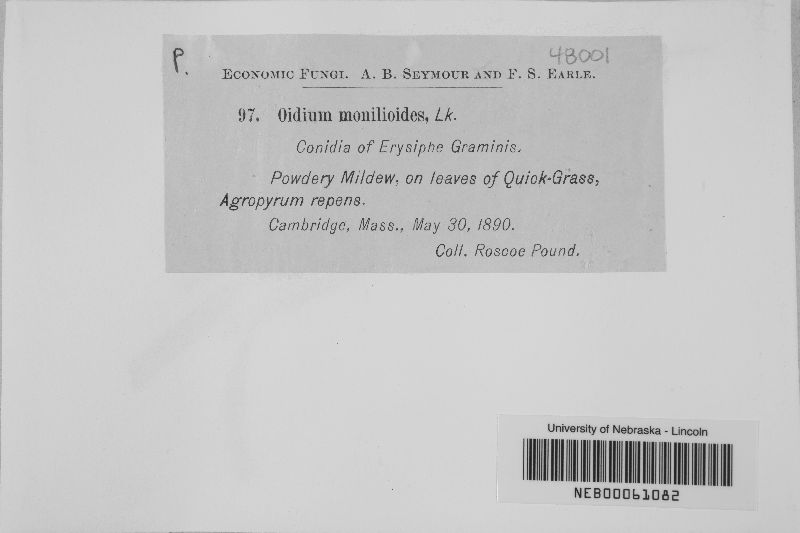 P.
48001
Economic Fungi. A. B. Seymour and F. S. Earle.
97. Oidium monilioides, Lk.
Conidia of Erysiphe Graminis.
Powdery Mildew, on leaves of Quick-Grass,
Agropyrum repens.
Cambridge, Mass., May 30, 1890.
Coll. Roscoe Pound.
University of Nebraska - Lincoln
NEB00061082